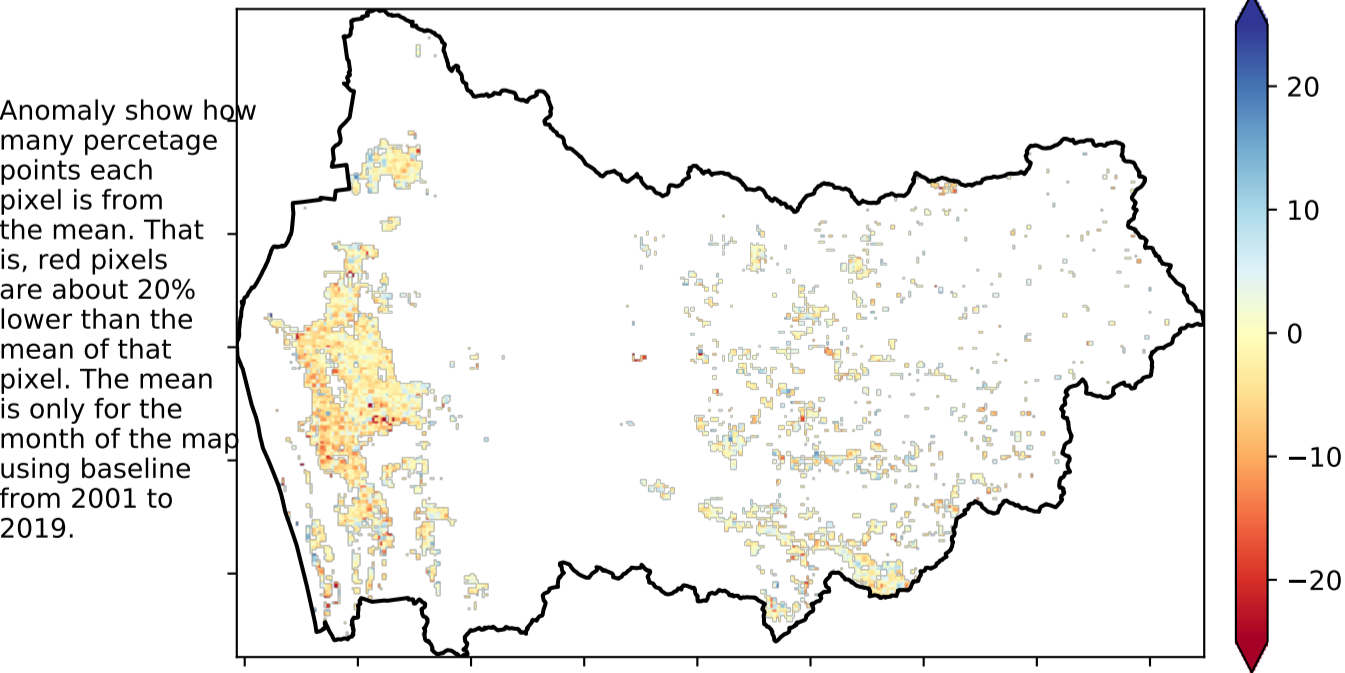 Anomaly show how
many percetage
points each
pixel is from
the mean. That
is, red pixels
are about 20%
lower than the
mean of that
pixel. The mean
is only for the
month of the map
using baseline
from 2001 to
2019.
20
10
0
−10
−20